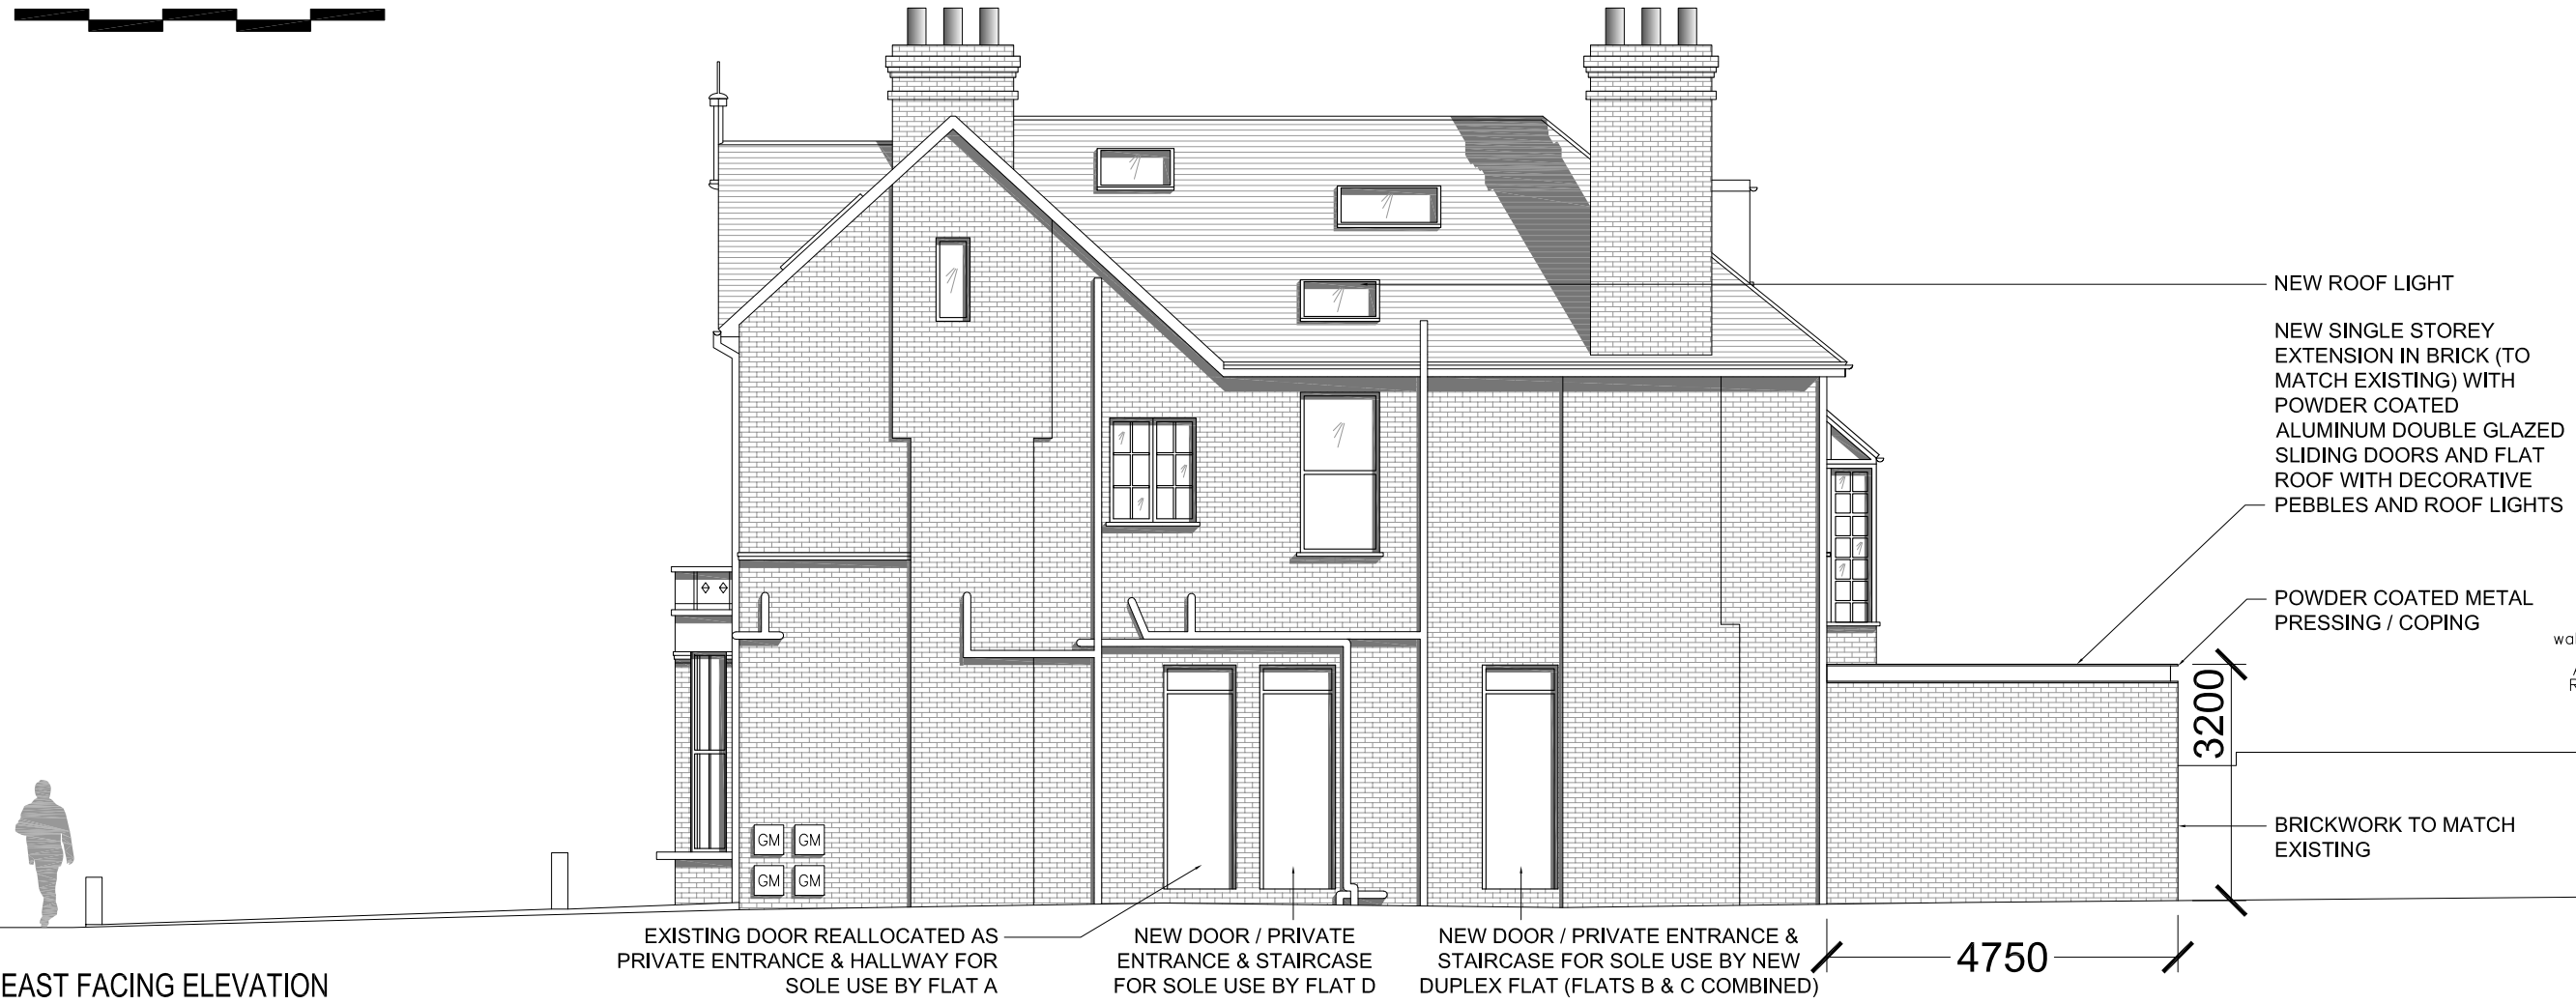 NEW ROOF LIGHT
NEW SINGLE STOREY
EXTENSION IN BRICK (TO
MATCH EXISTING) WITH
POWDER COATED
ALUMINUM DOUBLE GLAZED
SLIDING DOORS AND FLAT
ROOF WITH DECORATIVE
PEBBLES AND ROOF LIGHTS
POWDER COATED METAL
PRESSING / COPING
3200
BRICKWORK TO MATCH
EXISTING
GM GM
GM GM
EXISTING DOOR REALLOCATED AS
PRIVATE ENTRANCE & HALLWAY FOR
SOLE USE BY FLAT A
NEW DOOR / PRIVATE
ENTRANCE & STAIRCASE
FOR SOLE USE BY FLAT D
NEW DOOR / PRIVATE ENTRANCE &
STAIRCASE FOR SOLE USE BY NEW
DUPLEX FLAT (FLATS B & C COMBINED)
4750
EAST FACING ELEVATION